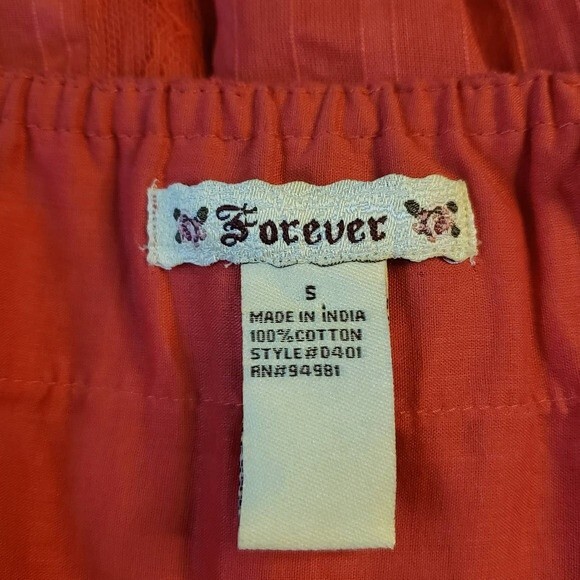 Forever
S
MADE IN INDIA
100%COTTON
STYLE#D401
RN#94981